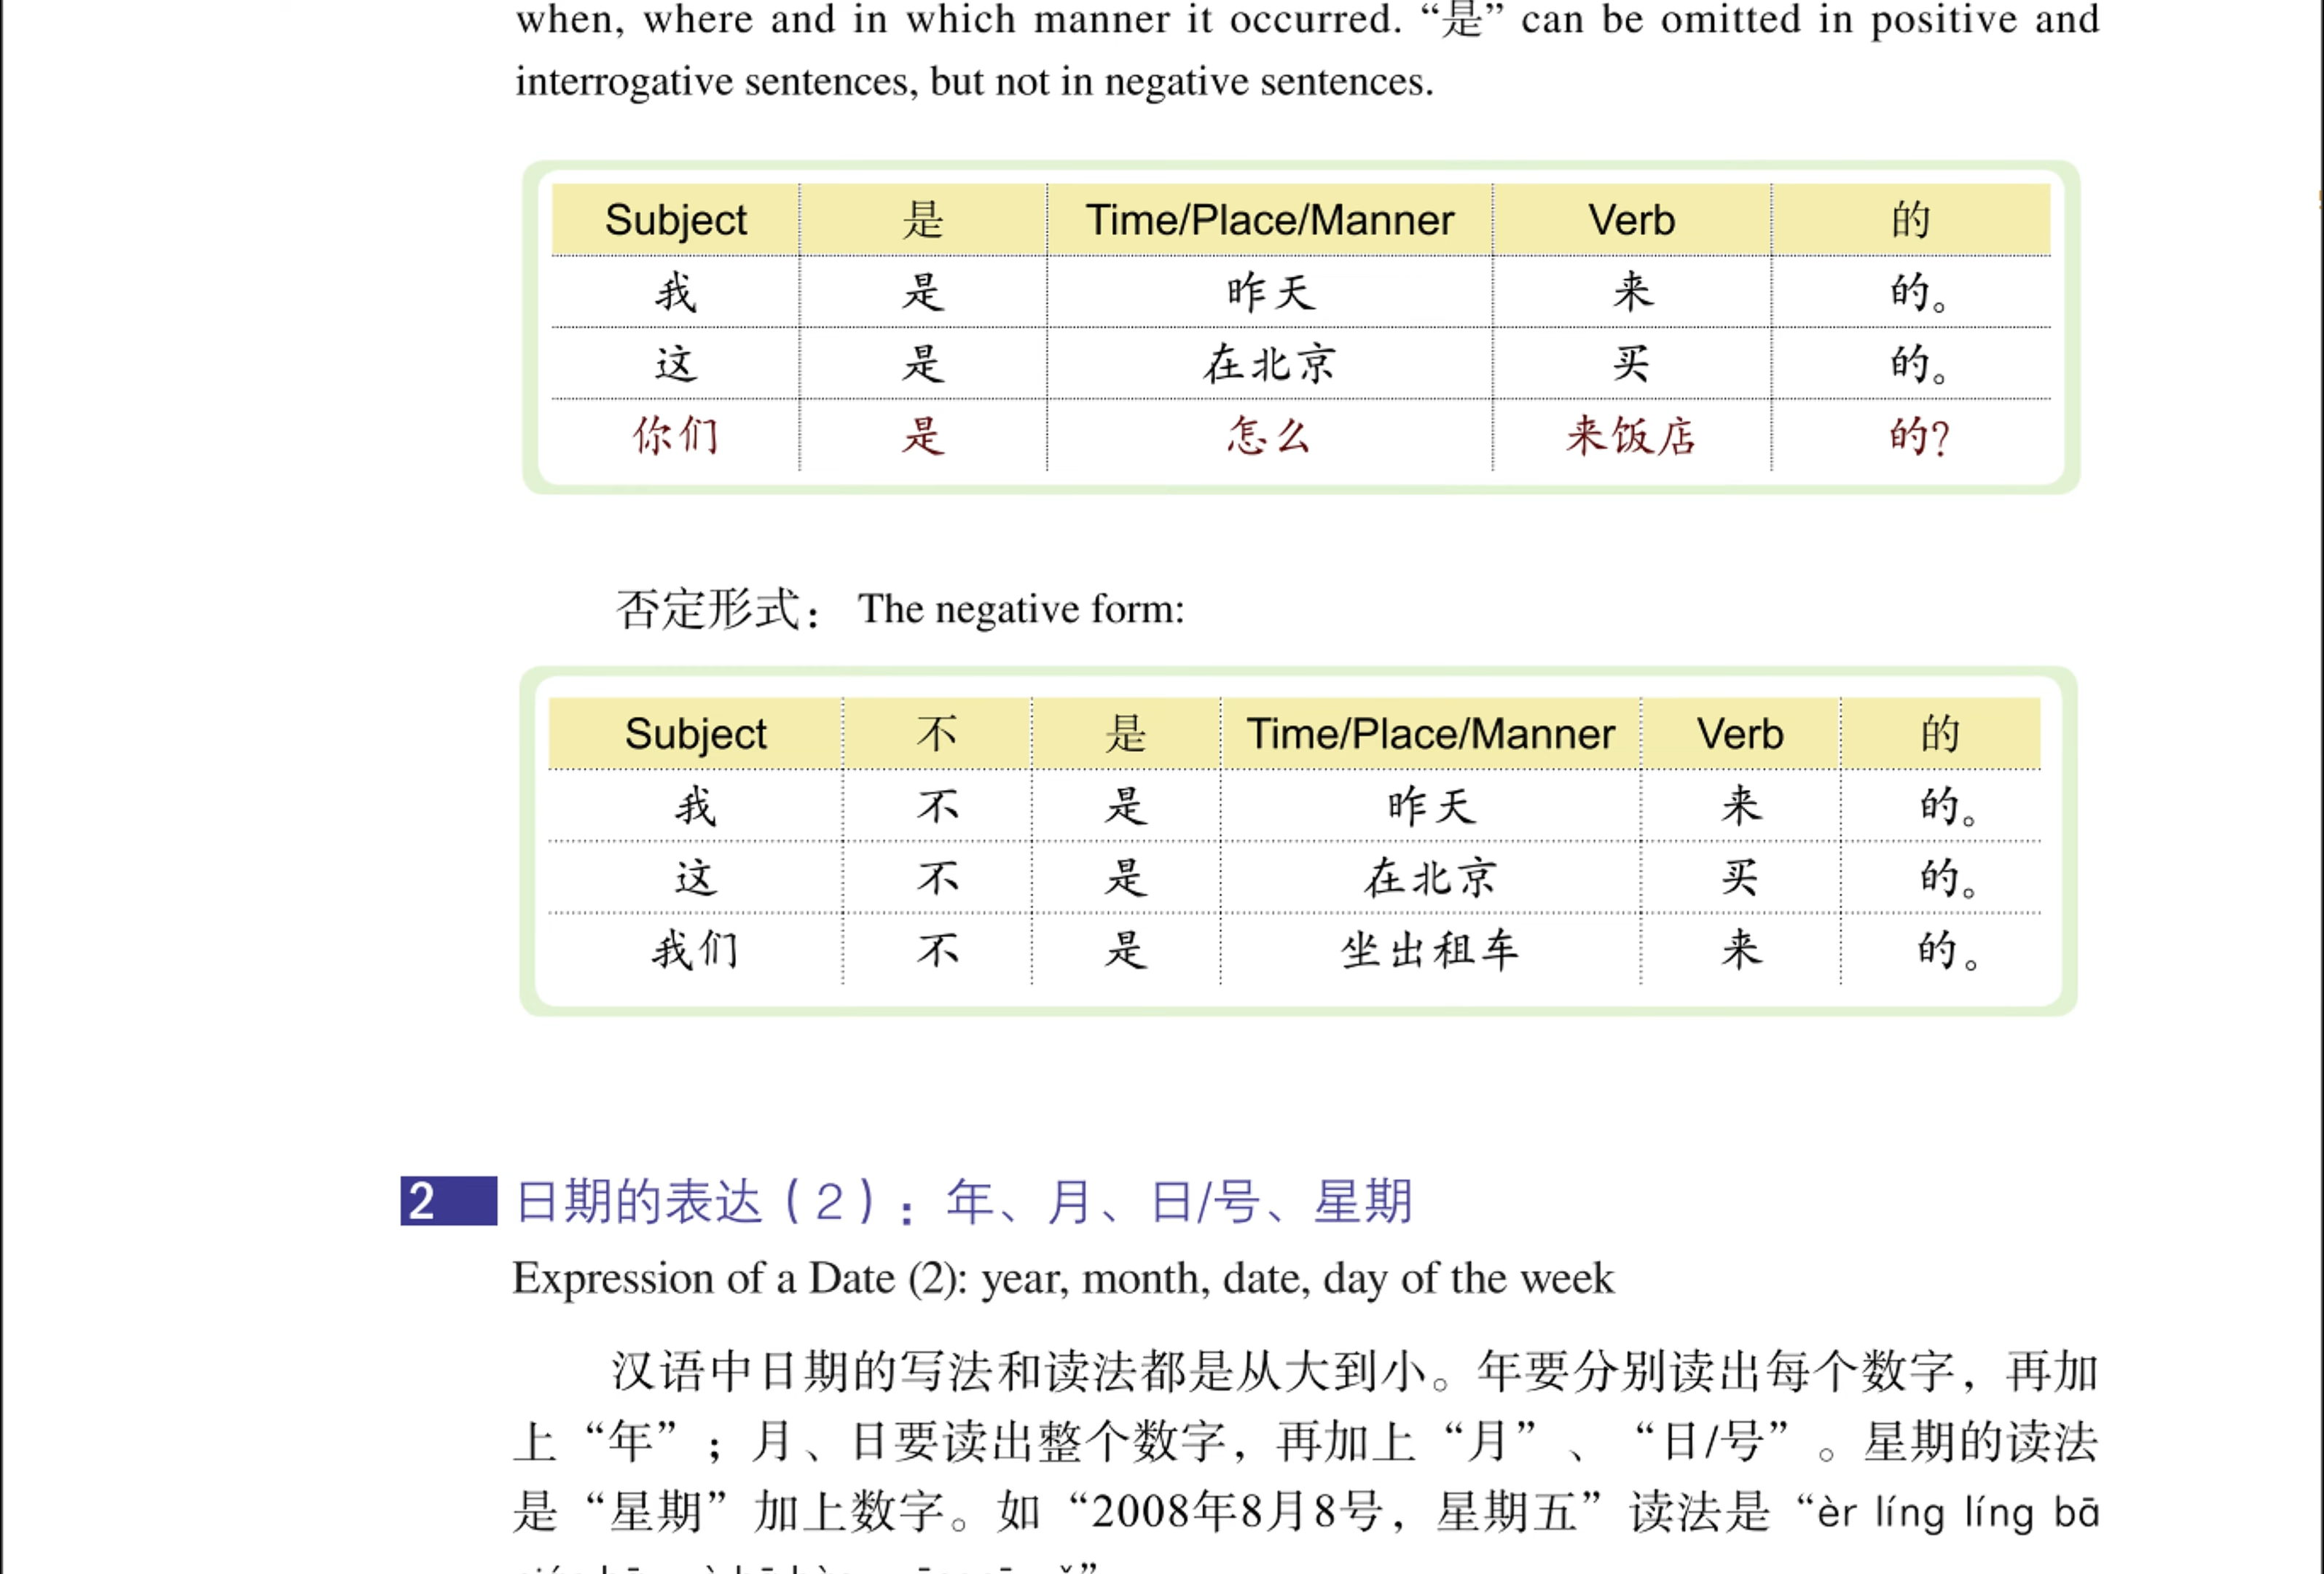 when, where and in which manner it occurred. “是” can be omitted in positive and
interrogative sentences, but not in negative sentences.
Subject 是 Time/Place/Manner Verb 的
我 是 昨天 来 的。
这 是 在北京 买 的。
你们 是 怎么 来饭店 的?
否定形式： The negative form:
Subject 不 是 Time/Place/Manner Verb 的
我 不 是 昨天 来 的。
这 不 是 在北京 买 的。
我们 不 是 坐出租车 来 的。
2 日期的表达（2）：年、月、日/号、星期
Expression of a Date (2): year, month, date, day of the week
汉语中日期的写法和读法都是从大到小。年要分别读出每个数字，再加
上“年”；月、日要读出整个数字，再加上“月”、“日/号”。星期的读法
是“星期”加上数字。如“2008年8月8号，星期五”读法是“èr líng líng bā